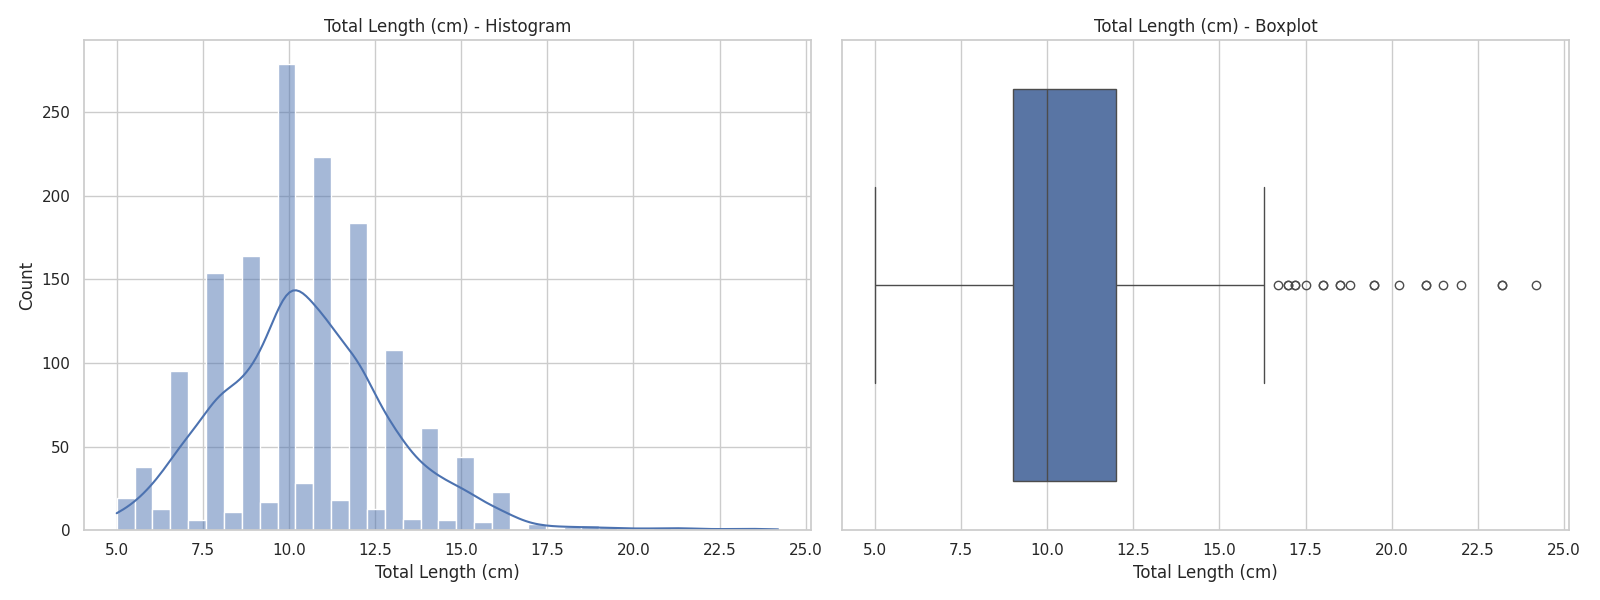 Total Length (cm) - Histogram
Count
250
200
150
100
50
0
5.0 7.5 10.0 12.5 15.0 17.5 20.0 22.5 25.0
Total Length (cm)
Total Length (cm) - Boxplot
5.0 7.5 10.0 12.5 15.0 17.5 20.0 22.5 25.0
Total Length (cm)